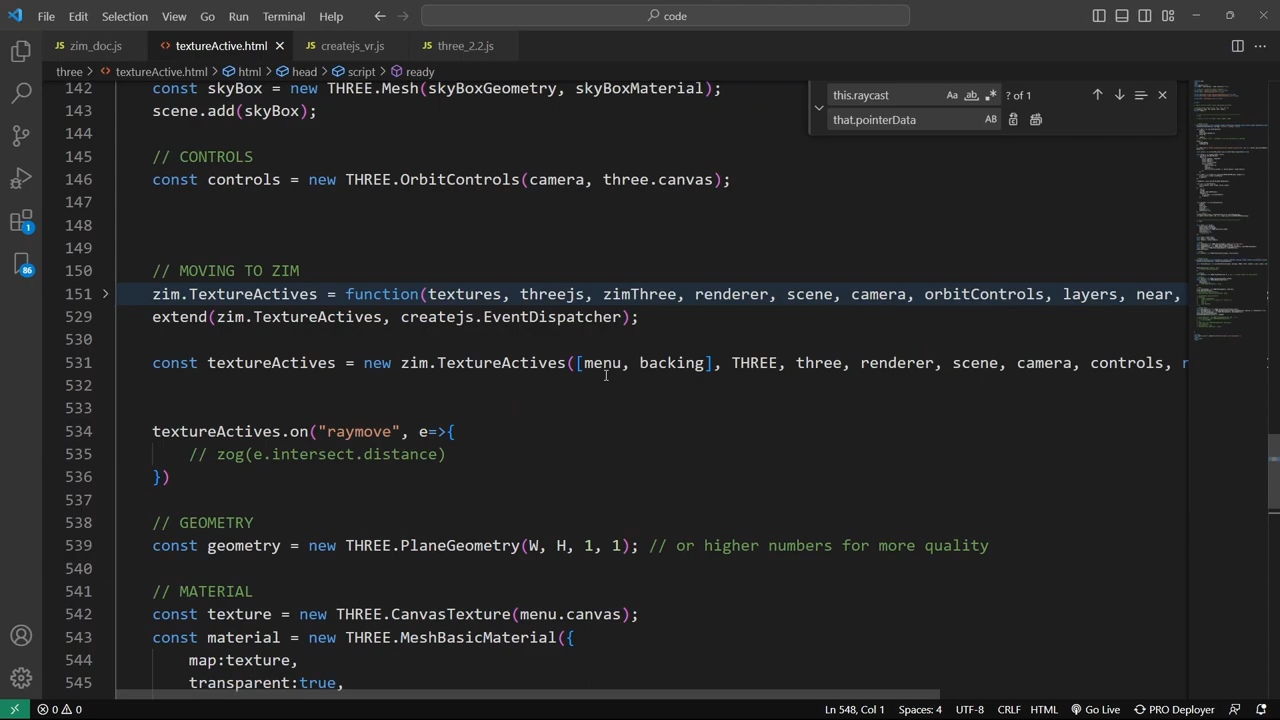 File Edit Selection View Go Run Terminal Help
code
zim_doc.js
textureActive.html
createjs_vr.js
three_2.2.js
three > textureActive.html > html > head > script > ready
this.raycast ab ? of 1
that.pointerData AB
142 const skyBox = new THREE.Mesh(skyBoxGeometry, skyBoxMaterial);
143 scene.add(skyBox);
144
145 // CONTROLS
146 const controls = new THREE.OrbitControls(camera, three.canvas);
147
148
149
150 // MOVING TO ZIM
151 zim.TextureActives = function(textures, threejs, zimThree, renderer, scene, camera, orbitControls, layers, near,
529 extend(zim.TextureActives, createjs.EventDispatcher);
530
531 const textureActives = new zim.TextureActives([menu, backing], THREE, three, renderer, scene, camera, controls,
532
533
534 textureActives.on("raymove", e=>{
535 // zog(e.intersect.distance)
536 })
537
538 // GEOMETRY
539 const geometry = new THREE.PlaneGeometry(W, H, 1, 1); // or higher numbers for more quality
540
541 // MATERIAL
542 const texture = new THREE.CanvasTexture(menu.canvas);
543 const material = new THREE.MeshBasicMaterial({
544 map:texture,
545 transparent:true,
1
86
0 0 Ln 548, Col 1 Spaces: 4 UTF-8 CRLF HTML Go Live PRO Deployer